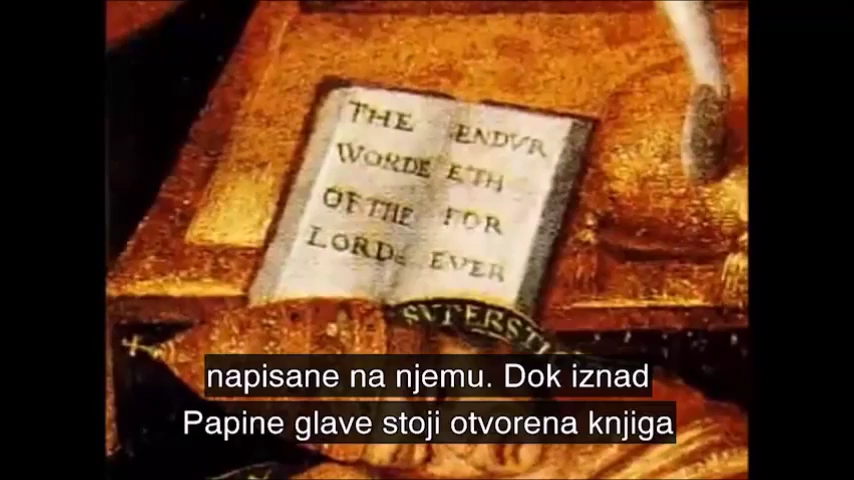 THE
WORDE
OF THE
LORDE
ENDVR
ETH
FOR
EVER
SVPERSTI
napisane na njemu. Dok iznad
Papine glave stoji otvorena knjiga